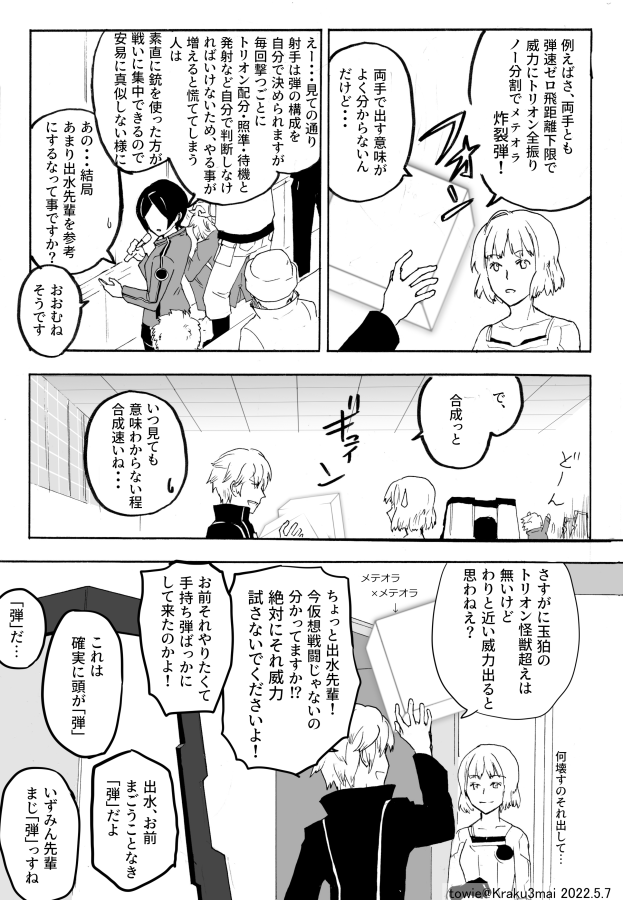 例えばさ、両手とも
弾速ゼロ飛距離下限で
威力にトリオン全振り
ノー分割でメテオラ
炸裂弾！
両手で出す意味が
よく分からないん
だけど・・・
えー・・・見ての通り
射手は弾の構成を
自分で決められますが
毎回撃つごとに
トリオン配分・照準・待機と
発射など自分で判断しなけ
ればいけないため、やる事が
増えると慌ててしまう
人は
素直に銃を使った方が
戦いに集中できるので
安易に真似しない様に
あの・・・結局
あまり出水先輩を参考
にするなって事ですか？
おおむね
そうです
で、
合成っと
どーん
ギュイィン
いつ見ても
意味わからない程
合成速いね・・・
さすがに玉狛の
トリオン怪獣超えは
無いけど
わりと近い威力出ると
思わねぇ？
何壊すのそれ出して…
メテオラ
×メテオラ
↓
ちょっと出水先輩！
今仮想戦闘じゃないの
分かってますか!?
絶対にそれ威力
試さないでくださいよ！
お前それやりたくて
手持ち弾ばっかに
して来たのかよ！
これは
確実に頭が「弾」
「弾」だ…
出水、お前
まごうことなき
「弾」だよ
いずみん先輩
まじ「弾」っすね
towie@Kraku3mai 2022.5.7